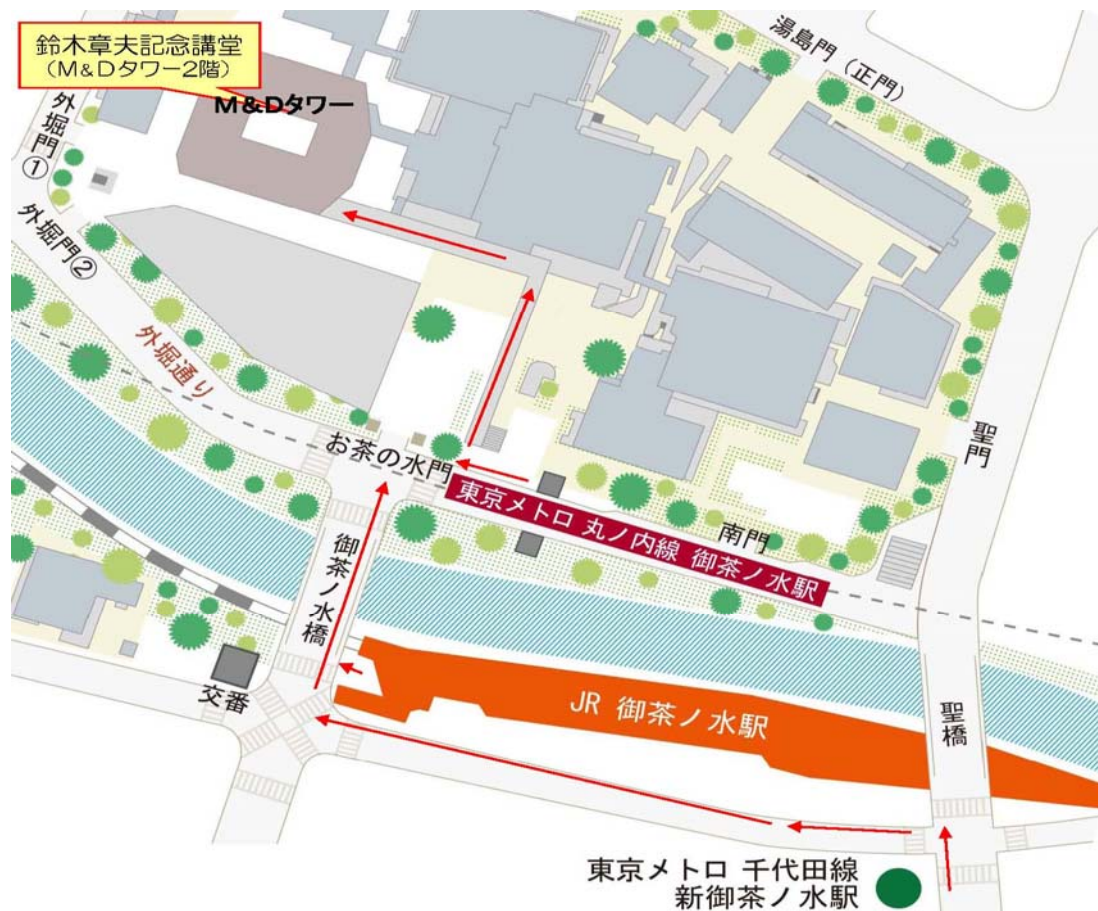 鈴木章夫記念講堂
(M&Dタワー2階)
M&Dタワー
湯島門(正門)
外堀門①
外堀門②
外堀通り
お茶の水門
聖門
東京メトロ 丸ノ内線 御茶ノ水駅
南門
御茶ノ水橋
交番
JR 御茶ノ水駅
聖橋
東京メトロ 千代田線
新御茶ノ水駅